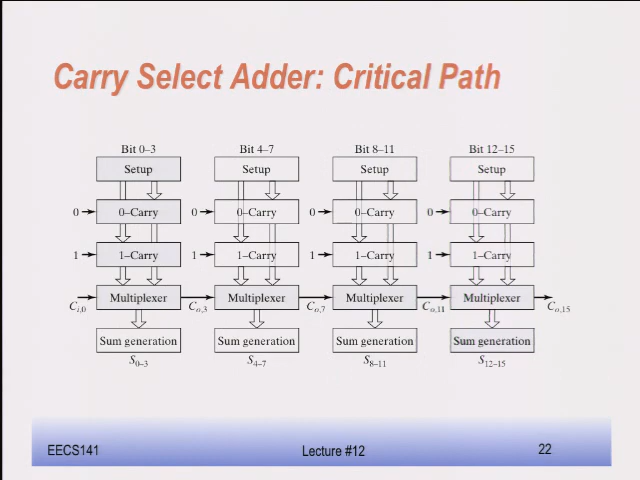 Carry Select Adder: Critical Path
Bit 0–3 Bit 4–7 Bit 8–11 Bit 12–15
Setup Setup Setup Setup
0 0–Carry 0 0–Carry 0 0–Carry 0 0–Carry
1 1–Carry 1 1–Carry 1 1–Carry 1 1–Carry
Multiplexer Multiplexer Multiplexer Multiplexer
Ci,0 Co,3 Co,7 Co,11 Co,15
Sum generation Sum generation Sum generation Sum generation
S0–3 S4–7 S8–11 S12–15
EECS141 Lecture #12 22